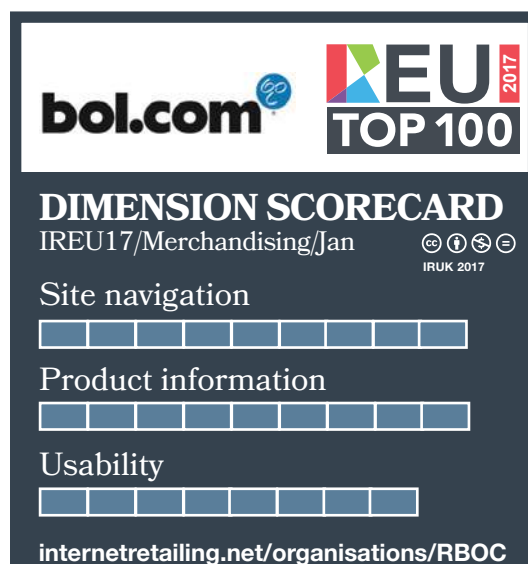 bol.com
REU 2017
TOP 100
DIMENSION SCORECARD
IREU17/Merchandising/Jan
IRUK 2017
Site navigation
Product information
Usability
internetretailing.net/organisations/RBOC